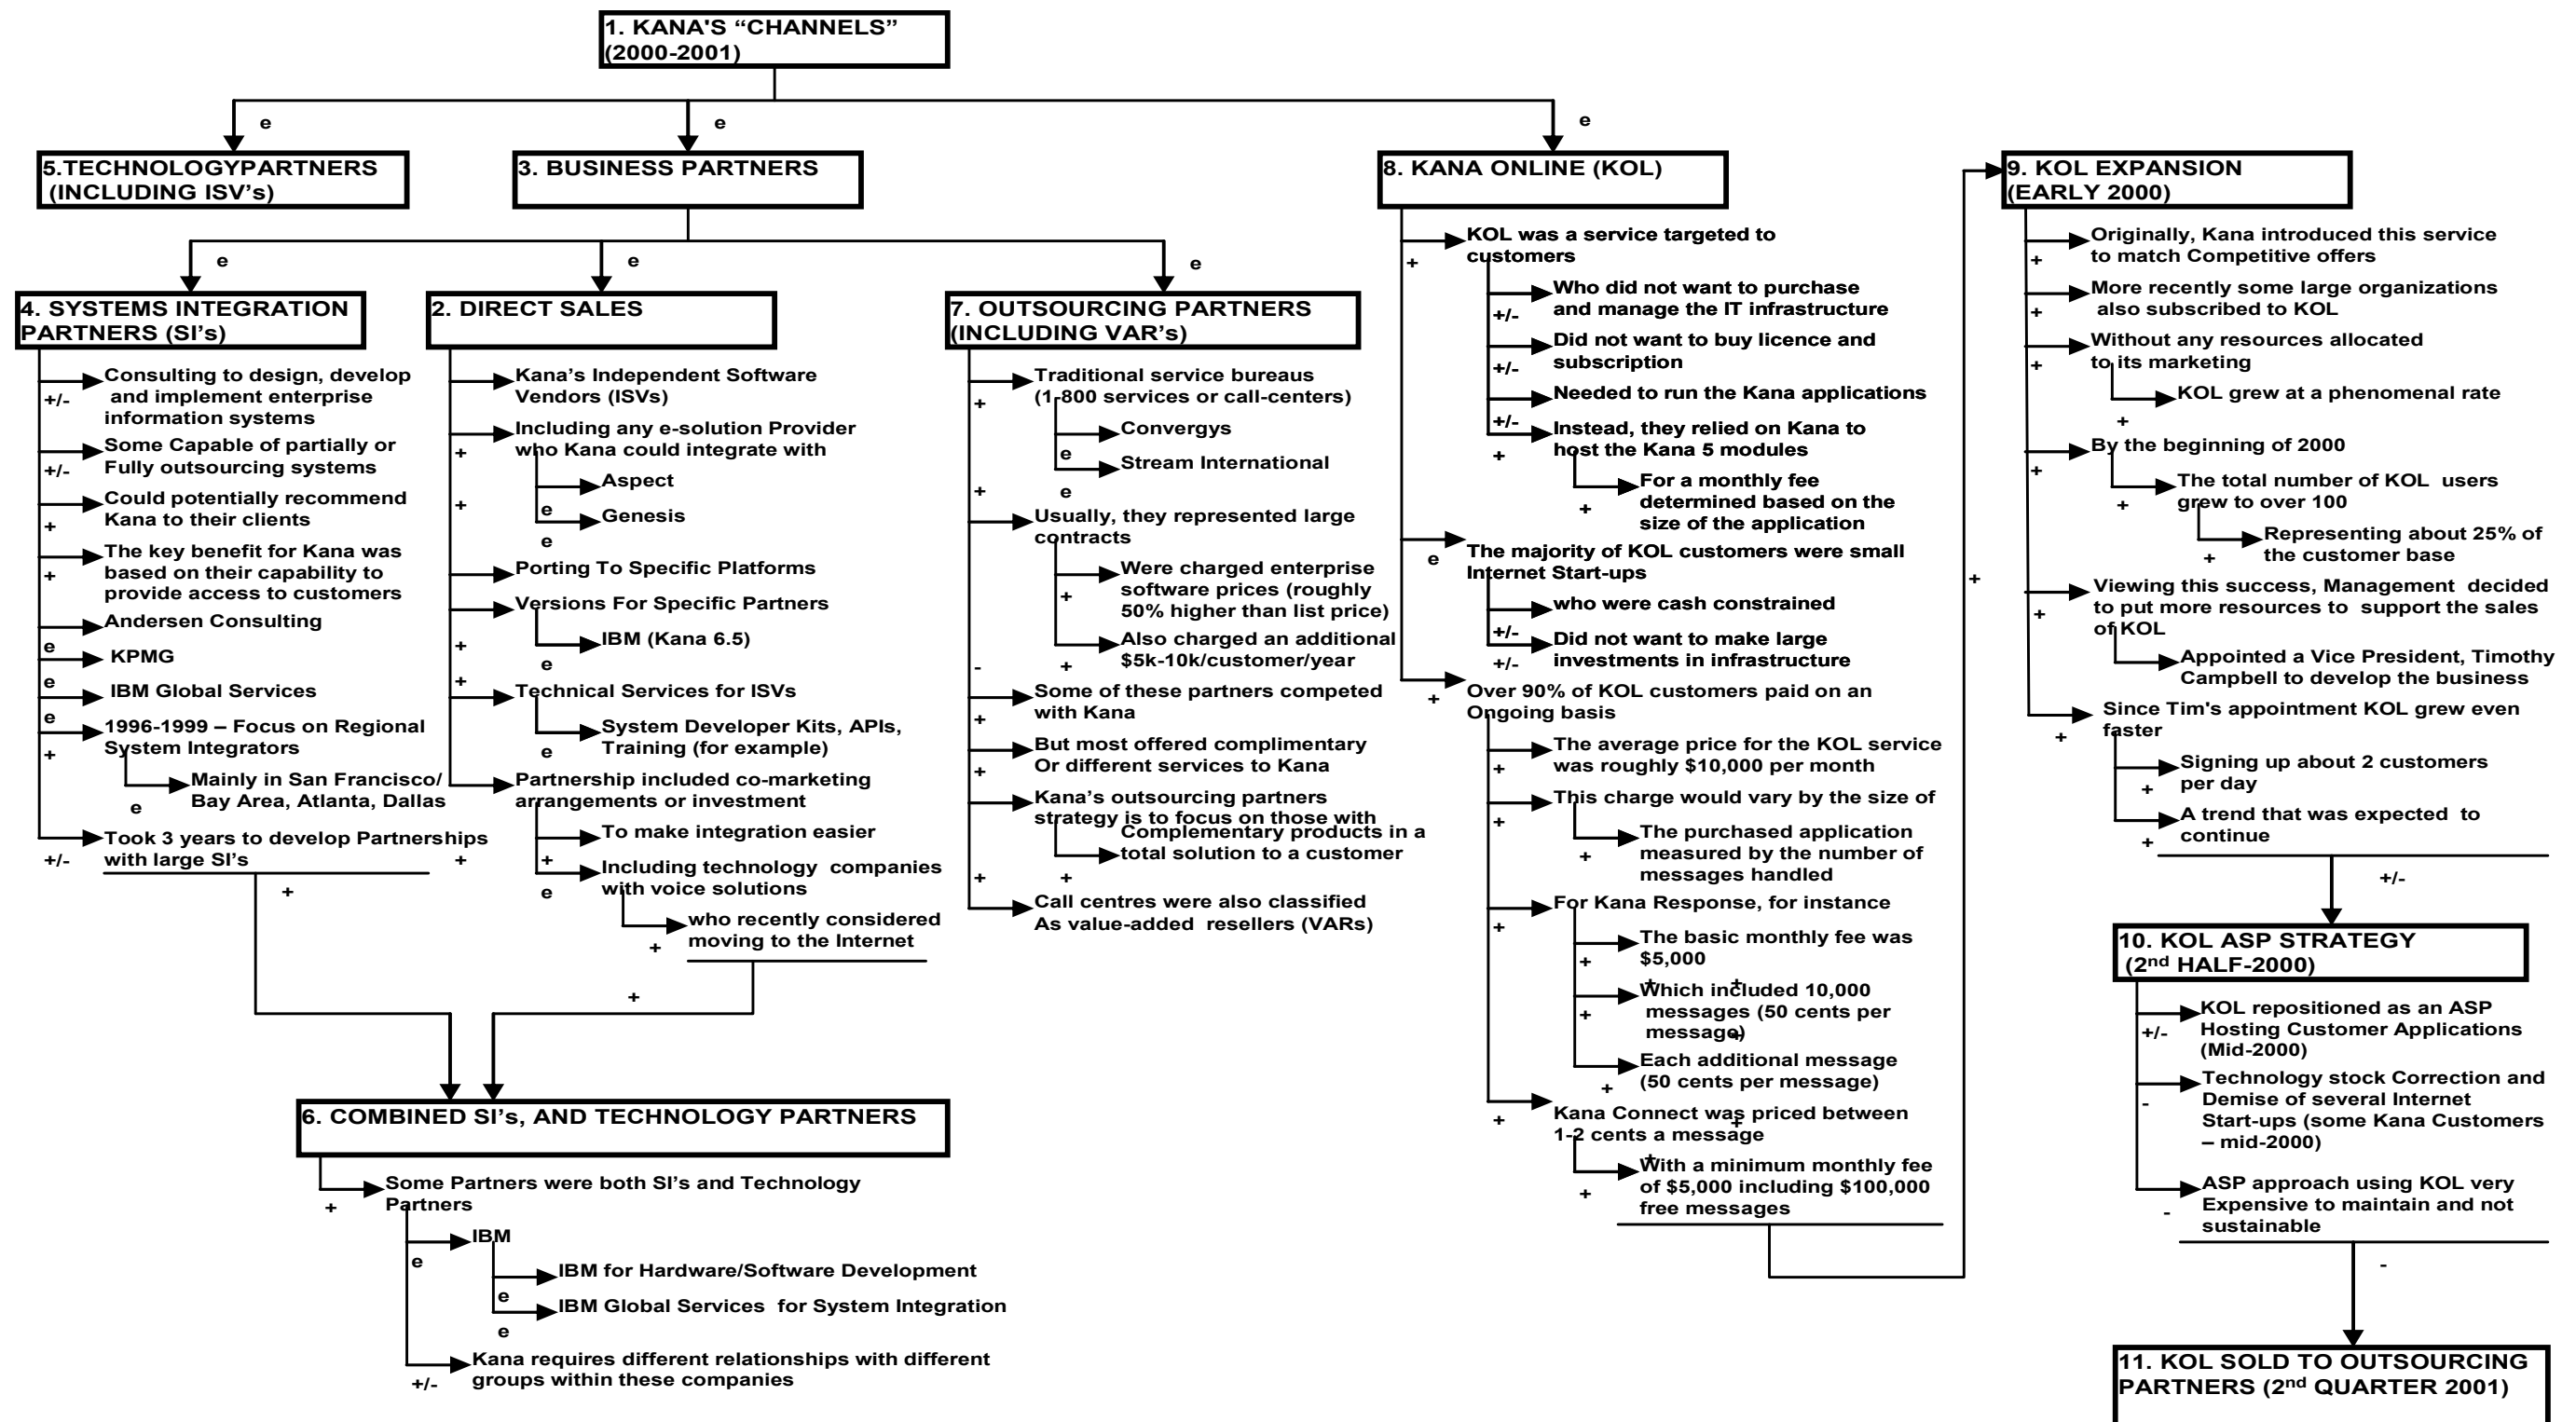 1. KANA'S “CHANNELS”
(2000-2001)
e
e
e
5.TECHNOLOGYPARTNERS
(INCLUDING ISV's)
3. BUSINESS PARTNERS
e
e
e
4. SYSTEMS INTEGRATION
PARTNERS (SI's)
Consulting to design, develop
and implement enterprise
information systems
+/-
Some Capable of partially or
Fully outsourcing systems
+/-
Could potentially recommend
Kana to their clients
+
The key benefit for Kana was
based on their capability to
provide access to customers
+
Andersen Consulting
e
KPMG
e
IBM Global Services
e
1996-1999 – Focus on Regional
System Integrators
+
Mainly in San Francisco/
Bay Area, Atlanta, Dallas
e
Took 3 years to develop Partnerships
with large SI's
+/-
+
2. DIRECT SALES
Kana's Independent Software
Vendors (ISVs)
Including any e-solution Provider
who Kana could integrate with
+
Aspect
e
Genesis
e
+
Porting To Specific Platforms
Versions For Specific Partners
+
IBM (Kana 6.5)
e
+
Technical Services for ISVs
System Developer Kits, APIs,
Training (for example)
e
Partnership included co-marketing
arrangements or investment
+
To make integration easier
+
Including technology companies
with voice solutions
e
who recently considered
moving to the Internet
+
+
7. OUTSOURCING PARTNERS
(INCLUDING VAR's)
Traditional service bureaus
(1-800 services or call-centers)
+
Convergys
e
Stream International
e
+
Usually, they represented large
contracts
Were charged enterprise
software prices (roughly
50% higher than list price)
+
Also charged an additional
$5k-10k/customer/year
+
-
Some of these partners competed
with Kana
+
But most offered complimentary
Or different services to Kana
+
Kana's outsourcing partners
strategy is to focus on those with
Complementary products in a
total solution to a customer
+
+
Call centres were also classified
As value-added resellers (VARs)
6. COMBINED SI's, AND TECHNOLOGY PARTNERS
Some Partners were both SI's and Technology
Partners
+
IBM
e
IBM for Hardware/Software Development
e
IBM Global Services for System Integration
e
Kana requires different relationships with different
groups within these companies
+/-
8. KANA ONLINE (KOL)
KOL was a service targeted to
customers
+
Who did not want to purchase
and manage the IT infrastructure
+/-
Did not want to buy licence and
subscription
+/-
Needed to run the Kana applications
+/-
Instead, they relied on Kana to
host the Kana 5 modules
+
For a monthly fee
determined based on the
size of the application
+
The majority of KOL customers were small
Internet Start-ups
e
who were cash constrained
+/-
Did not want to make large
investments in infrastructure
+/-
Over 90% of KOL customers paid on an
Ongoing basis
+
The average price for the KOL service
was roughly $10,000 per month
+
This charge would vary by the size of
+
The purchased application
measured by the number of
messages handled
+
For Kana Response, for instance
+
The basic monthly fee was
$5,000
+
+ +
Which included 10,000
messages (50 cents per
message)
+
+
Each additional message
(50 cents per message)
+
Kana Connect was priced between
1-2 cents a message
+
+
+
With a minimum monthly fee
of $5,000 including $100,000
free messages
+
+
9. KOL EXPANSION
(EARLY 2000)
Originally, Kana introduced this service
to match Competitive offers
+
More recently some large organizations
also subscribed to KOL
+
Without any resources allocated
to its marketing
+
KOL grew at a phenomenal rate
+
By the beginning of 2000
+
The total number of KOL users
grew to over 100
+
Representing about 25% of
the customer base
+
Viewing this success, Management decided
to put more resources to support the sales
of KOL
+
Appointed a Vice President, Timothy
Campbell to develop the business
Since Tim's appointment KOL grew even
faster
+
Signing up about 2 customers
per day
+
A trend that was expected to
continue
+
+/-
10. KOL ASP STRATEGY
(2nd HALF-2000)
KOL repositioned as an ASP
Hosting Customer Applications
(Mid-2000)
+/-
Technology stock Correction and
Demise of several Internet
Start-ups (some Kana Customers
– mid-2000)
-
ASP approach using KOL very
Expensive to maintain and not
sustainable
-
-
11. KOL SOLD TO OUTSOURCING
PARTNERS (2nd QUARTER 2001)